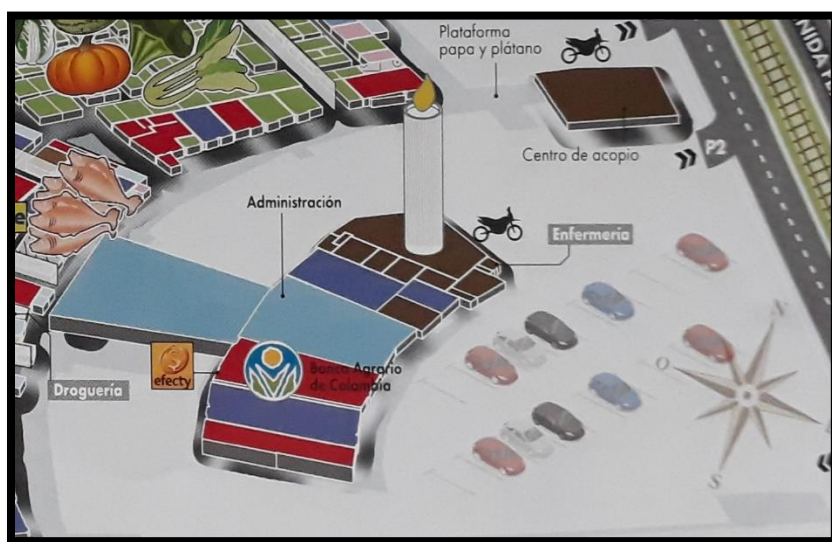 Plataforma
papa y plátano
P2
Centro de acopio
Administración
Enfermería
efecty
Banco Agrario
de Colombia
Droguería
N
O
S